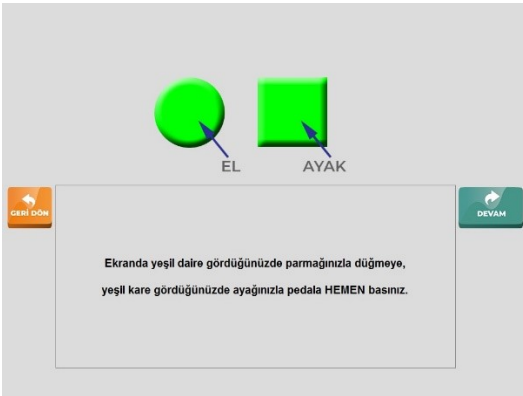 EL
AYAK
GERİ DÖN
DEVAM
Ekranda yeşil daire gördüğünüzde parmağınızla düğmeye,
yeşil kare gördüğünüzde ayağınızla pedala HEMEN basınız.